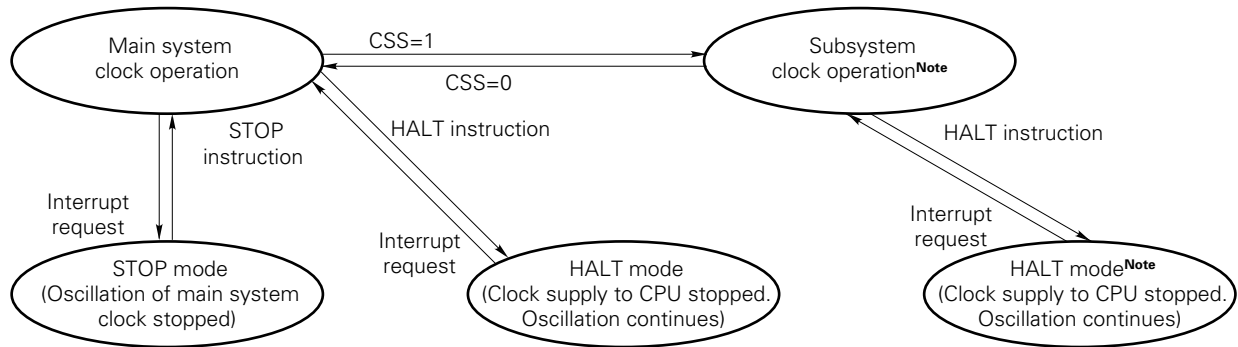 Main system
clock operation
CSS=1
CSS=0
Subsystem
clock operationNote
STOP
instruction
HALT instruction
HALT instruction
Interrupt
request
Interrupt
request
Interrupt
request
STOP mode
(Oscillation of main system
clock stopped)
HALT mode
(Clock supply to CPU stopped.
Oscillation continues)
HALT modeNote
(Clock supply to CPU stopped.
Oscillation continues)